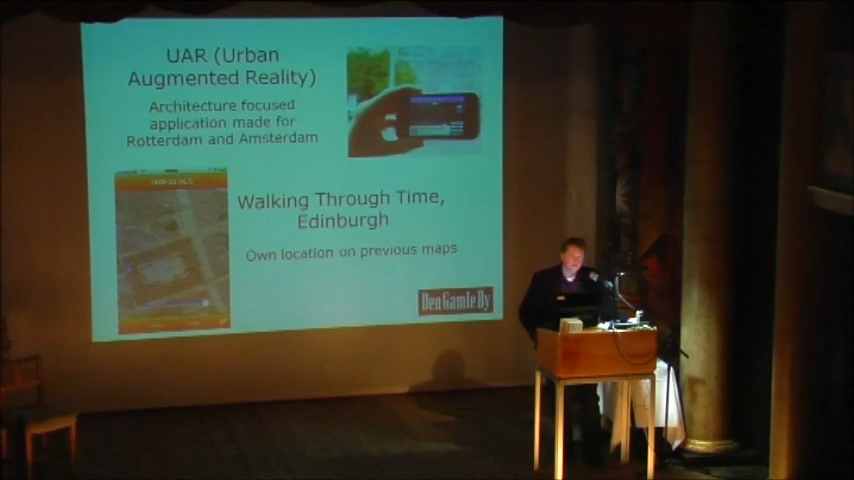 UAR (Urban
Augmented Reality)
Architecture focused
application made for
Rotterdam and Amsterdam
Walking Through Time,
Edinburgh
Own location on previous maps
Den Gamle By